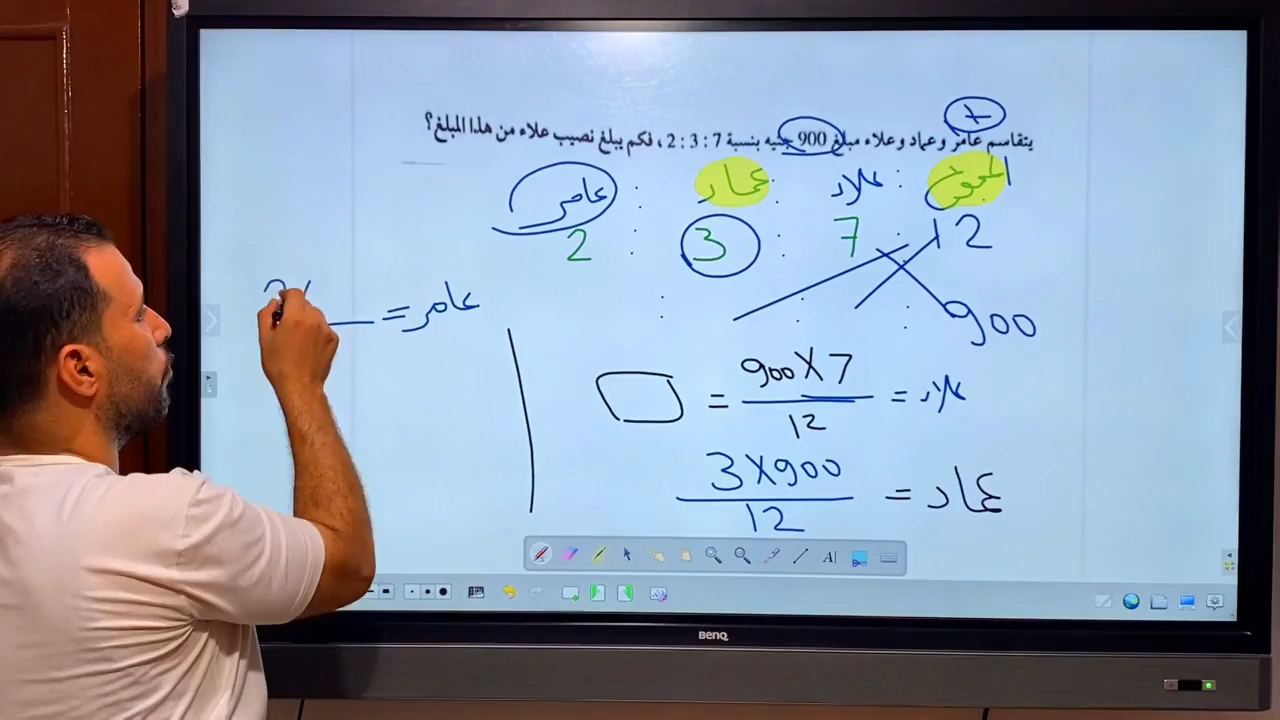 يتقاسم عامر وعماد وعلاء مبلغ 900 جنيه بنسبة 7 : 3 : 2 ، فكم يبلغ نصيب علاء من هذا المبلغ؟
عامر : عماد : علاء : المجموع
2 : 3 : 7 : 12
: : : 900
عامر =
علاء = 900 X 7 / 12 =
عماد = 3 X 900 / 12
AI
BENQ